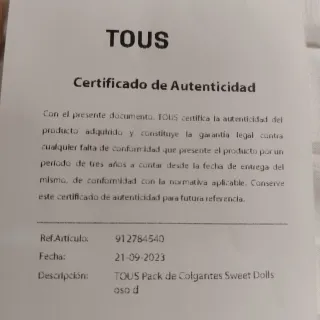 TOUS
Certificado de Autenticidad
Con el presente documento, TOUS certifica la autenticidad del
producto adquirido y constituye la garantía legal contra
cualquier falta de conformidad que presente el producto por un
período de tres años a contar desde la fecha de entrega del
mismo, de conformidad con la normativa aplicable. Conserve
este certificado de autenticidad para futura referencia.
Ref.Artículo: 912784540
Fecha: 21-09-2023
Descripción: TOUS Pack de Colgantes Sweet Dolls
oso d